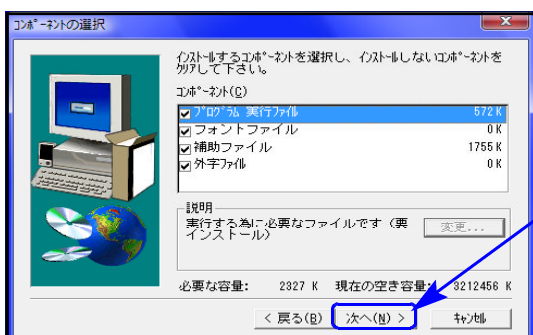 ｺﾝﾎﾟｰﾈﾝﾄの選択
ｲﾝｽﾄｰﾙするｺﾝﾎﾟｰﾈﾝﾄを選択し、ｲﾝｽﾄｰﾙしないｺﾝﾎﾟｰﾈﾝﾄを
ｸﾘｱして下さい。
ｺﾝﾎﾟｰﾈﾝﾄ(C)
ﾌﾟﾛｸﾞﾗﾑ 実行ﾌｧｲﾙ 572 K
フォントファイル 0 K
補助ファイル 1755 K
外字ﾌｧｲﾙ 0 K
説明
実行する為に必要なファイルです（要
インストール）
変更...
必要な容量: 2327 K 現在の空き容量: 3212456 K
< 戻る(B) 次へ(N) > ｷｬﾝｾﾙ